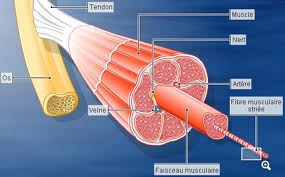 Tendon
Muscle
Nerf
Os
Artère
Veine
Fibre musculaire
striée
Faisceau musculaire